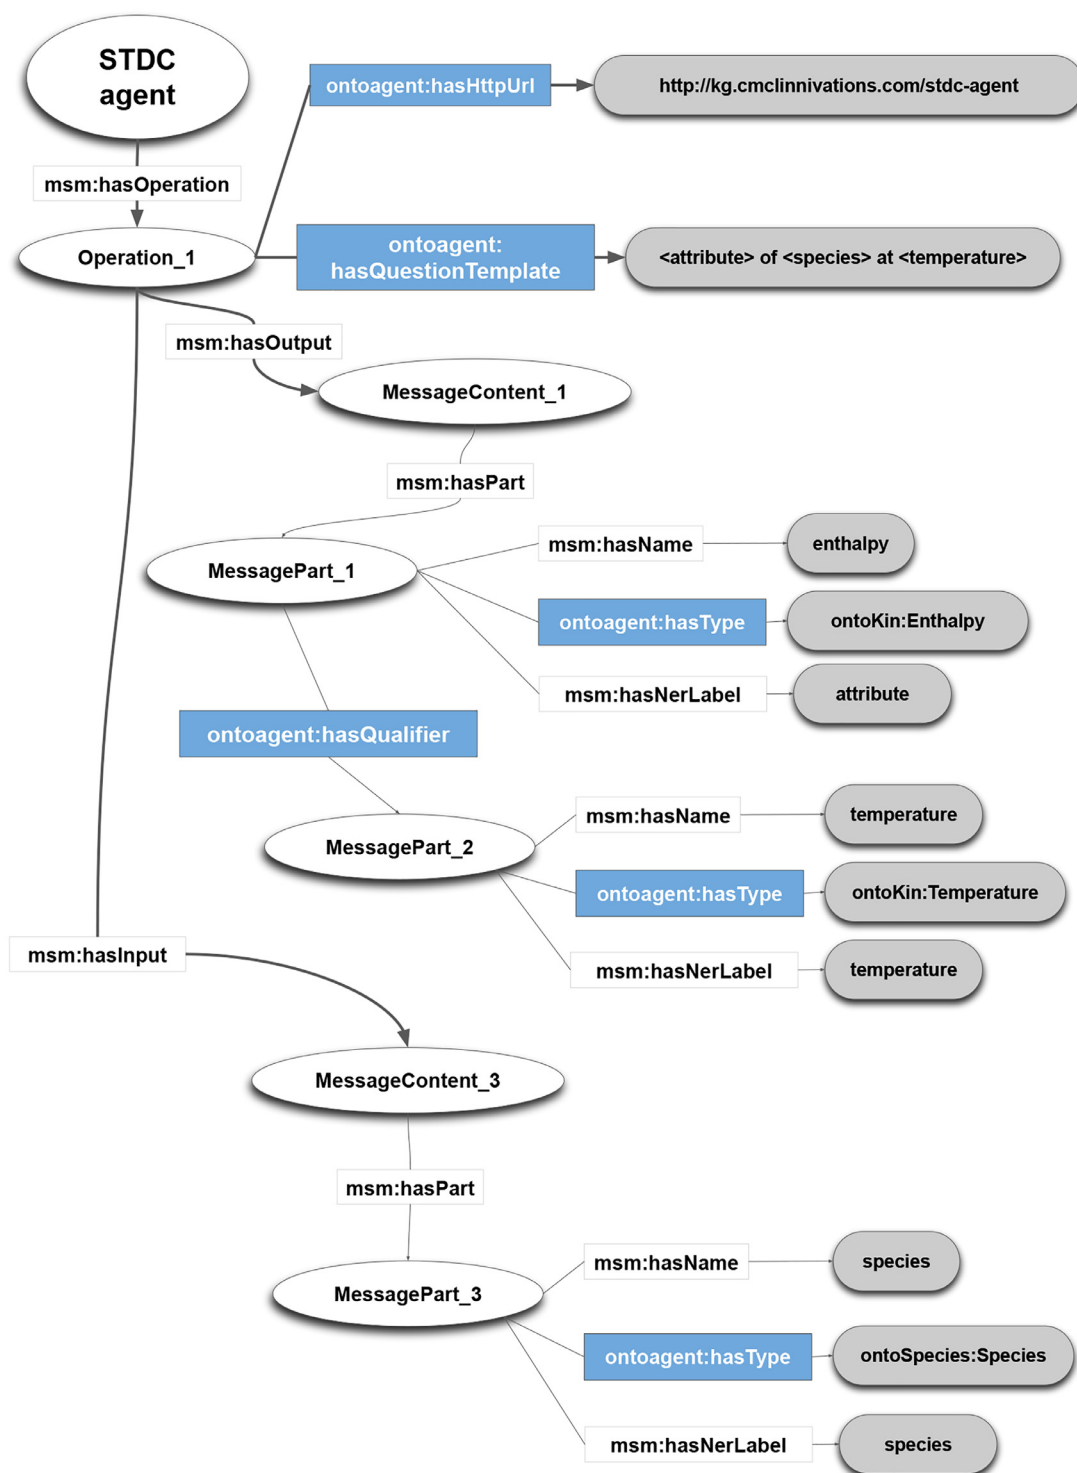 STDC
agent
ontoagent:hasHttpUrl
http://kg.cmclinnivations.com/stdc-agent
msm:hasOperation
Operation_1
ontoagent:
hasQuestionTemplate
<attribute> of <species> at <temperature>
msm:hasOutput
MessageContent_1
msm:hasPart
MessagePart_1
msm:hasName
enthalpy
ontoagent:hasType
ontoKin:Enthalpy
msm:hasNerLabel
attribute
ontoagent:hasQualifier
MessagePart_2
msm:hasName
temperature
ontoagent:hasType
ontoKin:Temperature
msm:hasNerLabel
temperature
msm:hasInput
MessageContent_3
msm:hasPart
MessagePart_3
msm:hasName
species
ontoagent:hasType
ontoSpecies:Species
msm:hasNerLabel
species